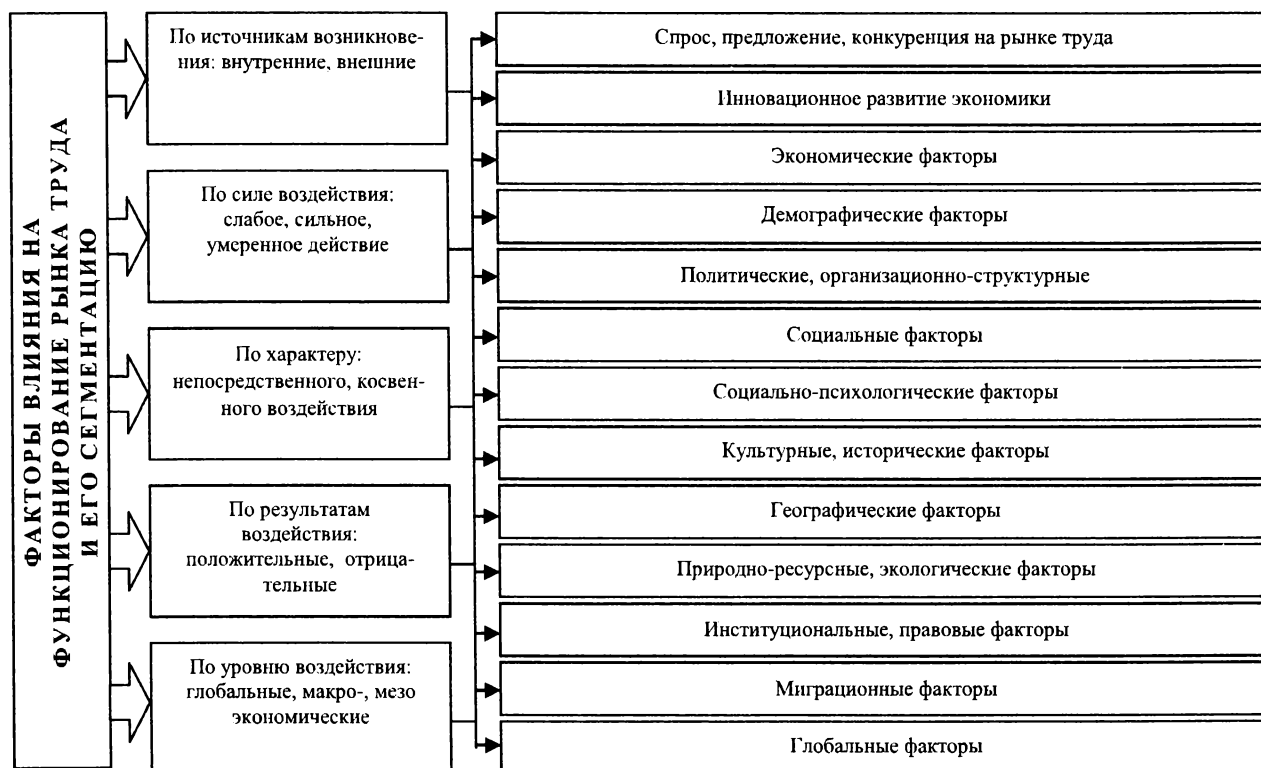 ФАКТОРЫ ВЛИЯНИЯ НА
ФУНКЦИОНИРОВАНИЕ РЫНКА ТРУДА
И ЕГО СЕГМЕНТАЦИЮ
По источникам возникнове-
ения: внутренние, внешние
По силе воздействия:
слабое, сильное,
умеренное действие
По характеру:
непосредственного, косвен-
ного воздействия
По результатам
воздействия:
положительные, отрица-
тельные
По уровню воздействия:
глобальные, макро-, мезо
экономические
Спрос, предложение, конкуренция на рынке труда
Инновационное развитие экономики
Экономические факторы
Демографические факторы
Политические, организационно-структурные
Социальные факторы
Социально-психологические факторы
Культурные, исторические факторы
Географические факторы
Природно-ресурсные, экологические факторы
Институциональные, правовые факторы
Миграционные факторы
Глобальные факторы